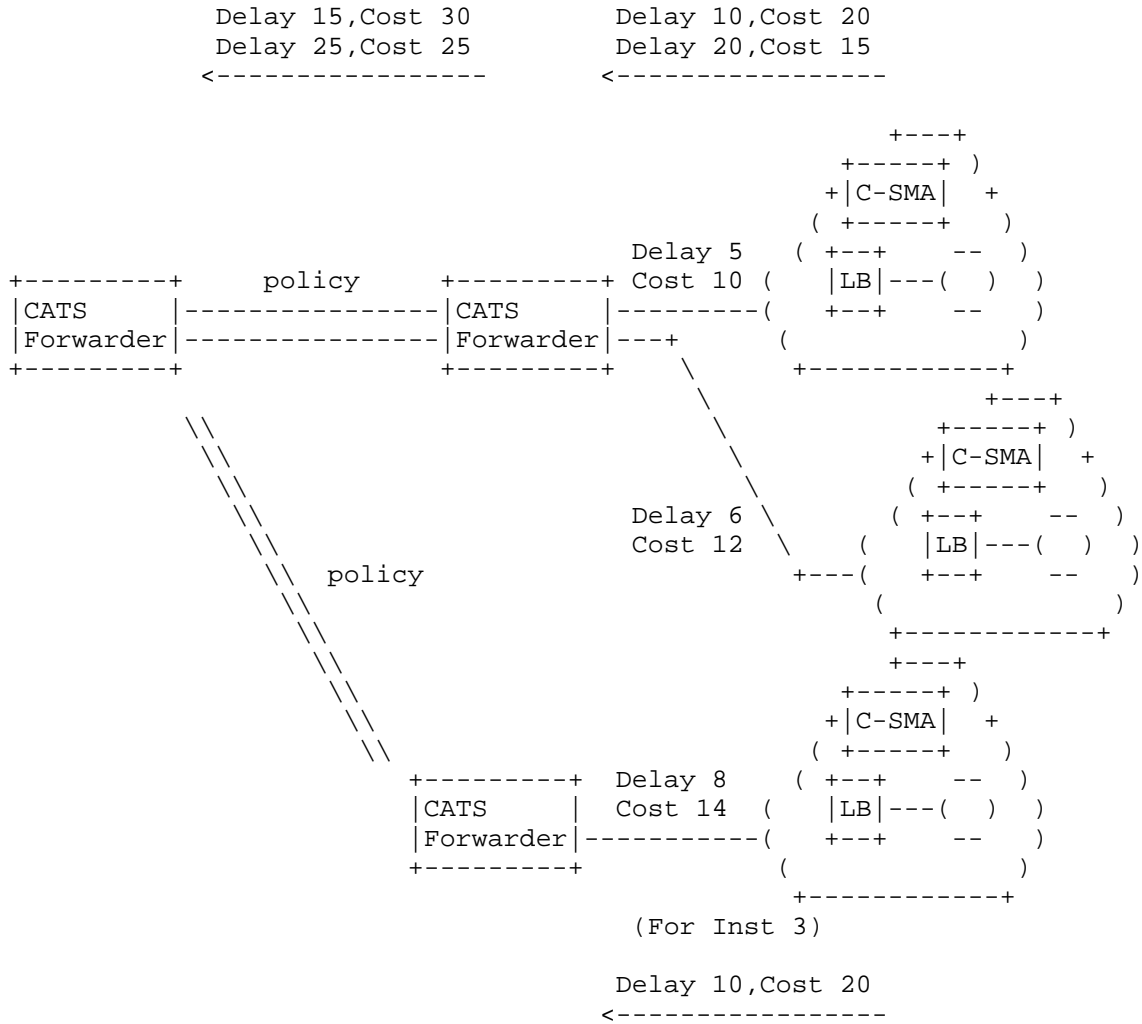 Delay 15,Cost 30
Delay 10,Cost 20
Delay 25,Cost 25
Delay 20,Cost 15
C-SMA
Delay 5
policy
Cost 10
LB
CATS
Forwarder
CATS
Forwarder
C-SMA
Delay 6
Cost 12
LB
policy
C-SMA
Delay 8
Cost 14
LB
CATS
Forwarder
(For Inst 3)
Delay 10,Cost 20